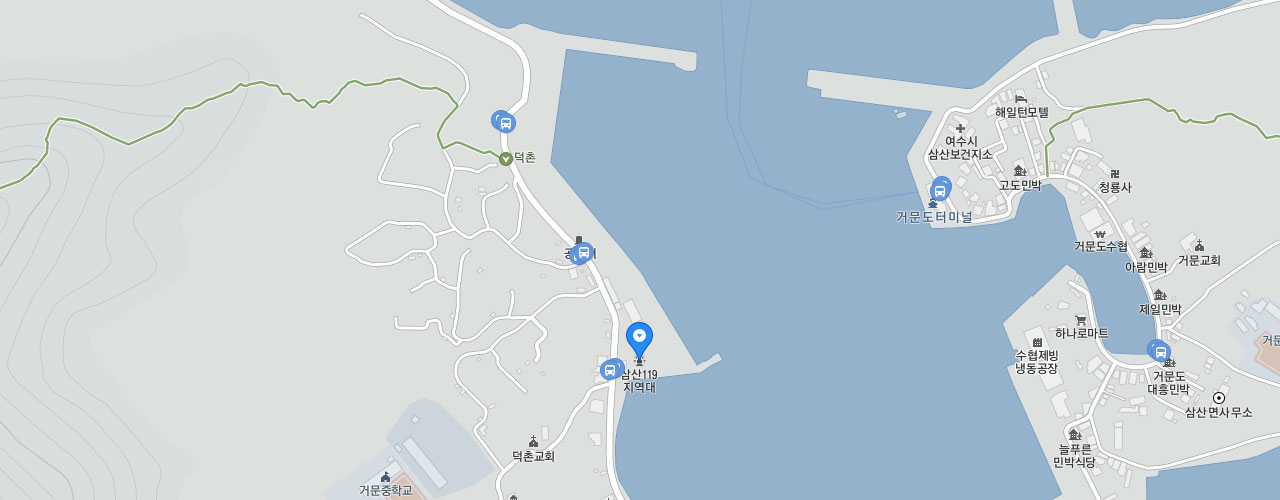 해일턴모텔
여수시
삼산보건지소
덕촌
고도민박
청룡사
거문도터미널
거문도수협
아람민박
거문교회
제일민박
하나로마트
수협제빙
냉동공장
삼산119
지역대
거문도
대흥민박
삼산면사무소
늘푸른
민박식당
덕촌교회
거문중학교